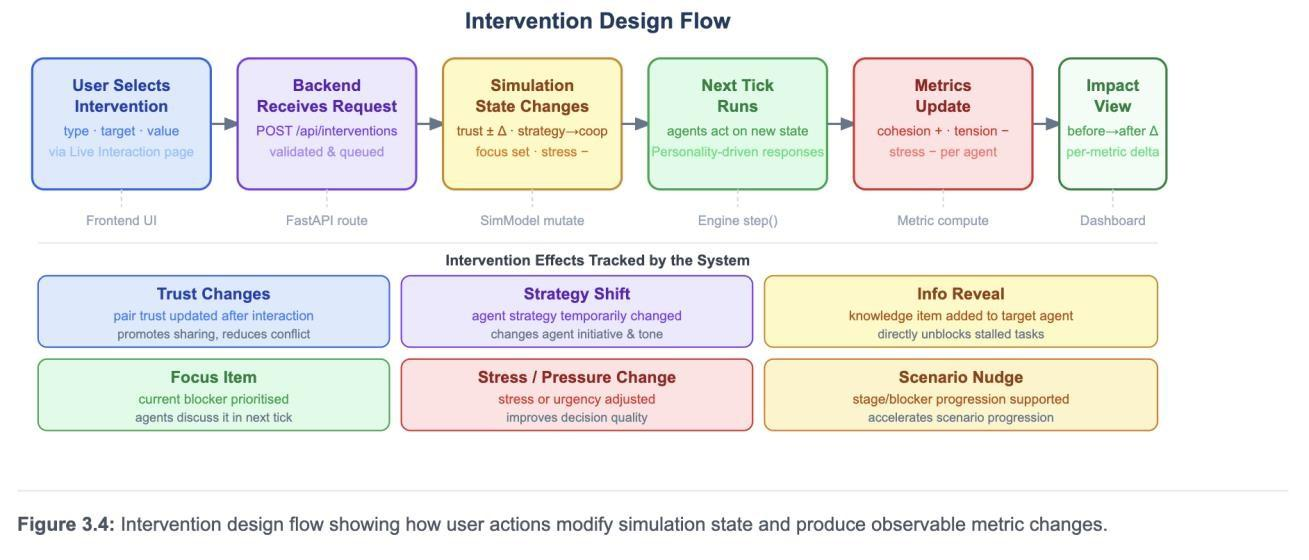 Intervention Design Flow
User Selects
Intervention
type · target · value
via Live Interaction page
Frontend UI
Backend
Receives Request
POST /api/interventions
validated & queued
FastAPI route
Simulation
State Changes
trust ± Δ · strategy→coop
focus set · stress −
SimModel mutate
Next Tick
Runs
agents act on new state
Personality-driven responses
Engine step()
Metrics
Update
cohesion + · tension −
stress − per agent
Metric compute
Impact
View
before→after Δ
per-metric delta
Dashboard
Intervention Effects Tracked by the System
Trust Changes
pair trust updated after interaction
promotes sharing, reduces conflict
Strategy Shift
agent strategy temporarily changed
changes agent initiative & tone
Info Reveal
knowledge item added to target agent
directly unblocks stalled tasks
Focus Item
current blocker prioritised
agents discuss it in next tick
Stress / Pressure Change
stress or urgency adjusted
improves decision quality
Scenario Nudge
stage/blocker progression supported
accelerates scenario progression
Figure 3.4: Intervention design flow showing how user actions modify simulation state and produce observable metric changes.